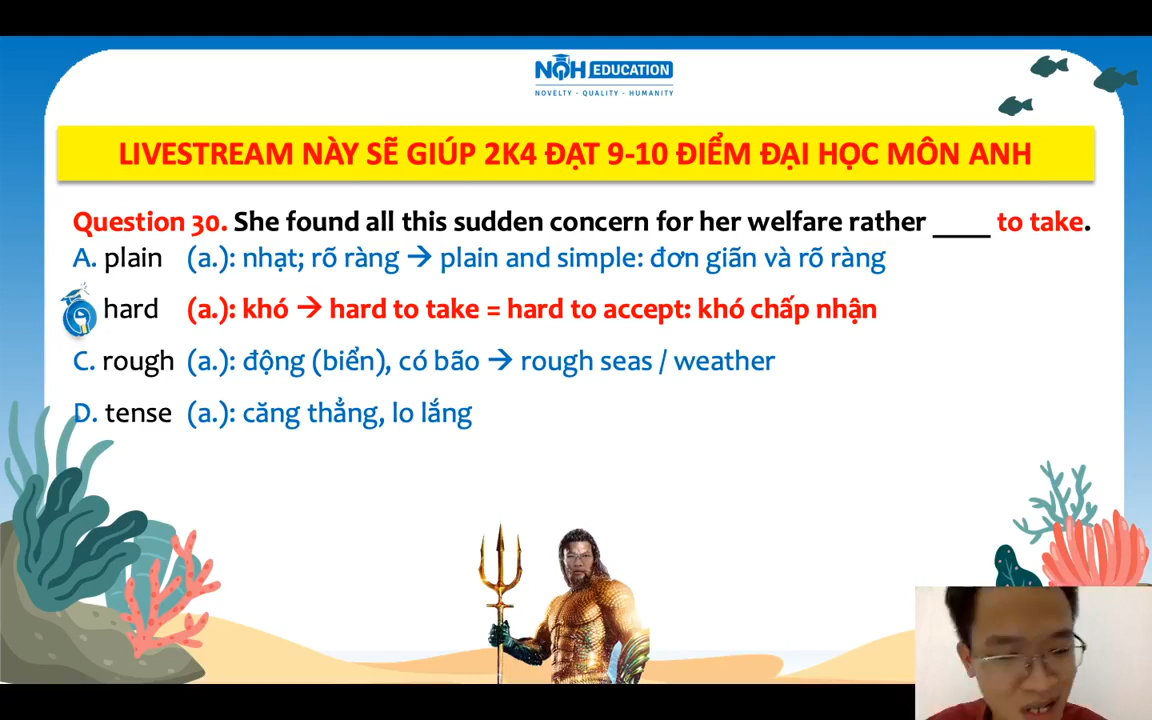 NQH EDUCATION
NOVELTY - QUALITY - HUMANITY
LIVESTREAM NÀY SẼ GIÚP 2K4 ĐẠT 9-10 ĐIỂM ĐẠI HỌC MÔN ANH
Question 30. She found all this sudden concern for her welfare rather ____ to take.
A. plain (a.): nhạt; rõ ràng → plain and simple: đơn giãn và rõ ràng
hard (a.): khó → hard to take = hard to accept: khó chấp nhận
C. rough (a.): động (biển), có bão → rough seas / weather
D. tense (a.): căng thẳng, lo lắng